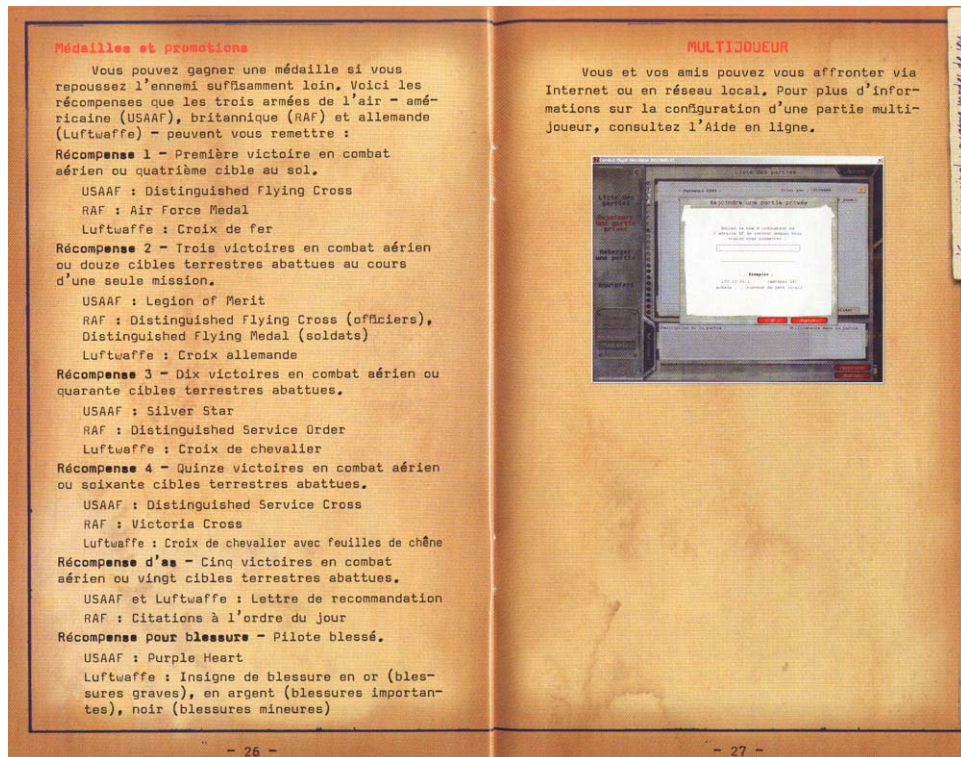 Médailles et promotions
Vous pouvez gagner une médaille si vous
repoussez l'ennemi suffisamment loin. Voici les
récompenses que les trois armées de l'air – amé-
ricaine (USAAF), britannique (RAF) et allemande
(Luftwaffe) – peuvent vous remettre :
Récompense 1 – Première victoire en combat
aérien ou quatrième cible au sol.
USAAF : Distinguished Flying Cross
RAF : Air Force Medal
Luftwaffe : Croix de fer
Récompense 2 – Trois victoires en combat aérien
ou douze cibles terrestres abattues au cours
d'une seule mission.
USAAF : Legion of Merit
RAF : Distinguished Flying Cross (officiers),
Distinguished Flying Medal (soldats)
Luftwaffe : Croix allemande
Récompense 3 – Dix victoires en combat aérien ou
quarante cibles terrestres abattues.
USAAF : Silver Star
RAF : Distinguished Service Order
Luftwaffe : Croix de chevalier
Récompense 4 – Quinze victoires en combat aérien
ou soixante cibles terrestres abattues.
USAAF : Distinguished Service Cross
RAF : Victoria Cross
Luftwaffe : Croix de chevalier avec feuilles de chêne
Récompense d'as – Cinq victoires en combat
aérien ou vingt cibles terrestres abattues.
USAAF et Luftwaffe : Lettre de recommandation
RAF : Citations à l'ordre du jour
Récompense pour blessure – Pilote blessé.
USAAF : Purple Heart
Luftwaffe : Insigne de blessure en or (bles-
sures graves), en argent (blessures importan-
tes), noir (blessures mineures)
– 26 –
MULTIJOUEUR
Vous et vos amis pouvez vous affronter via
Internet ou en réseau local. Pour plus d'infor-
mations sur la configuration d'une partie multi-
joueur, consultez l'Aide en ligne.
Liste des parties
Liste des
parties
Rejoindre
une partie
privée
Héberger
une partie
Rejoindre une partie privée
Exemples :
– 27 –